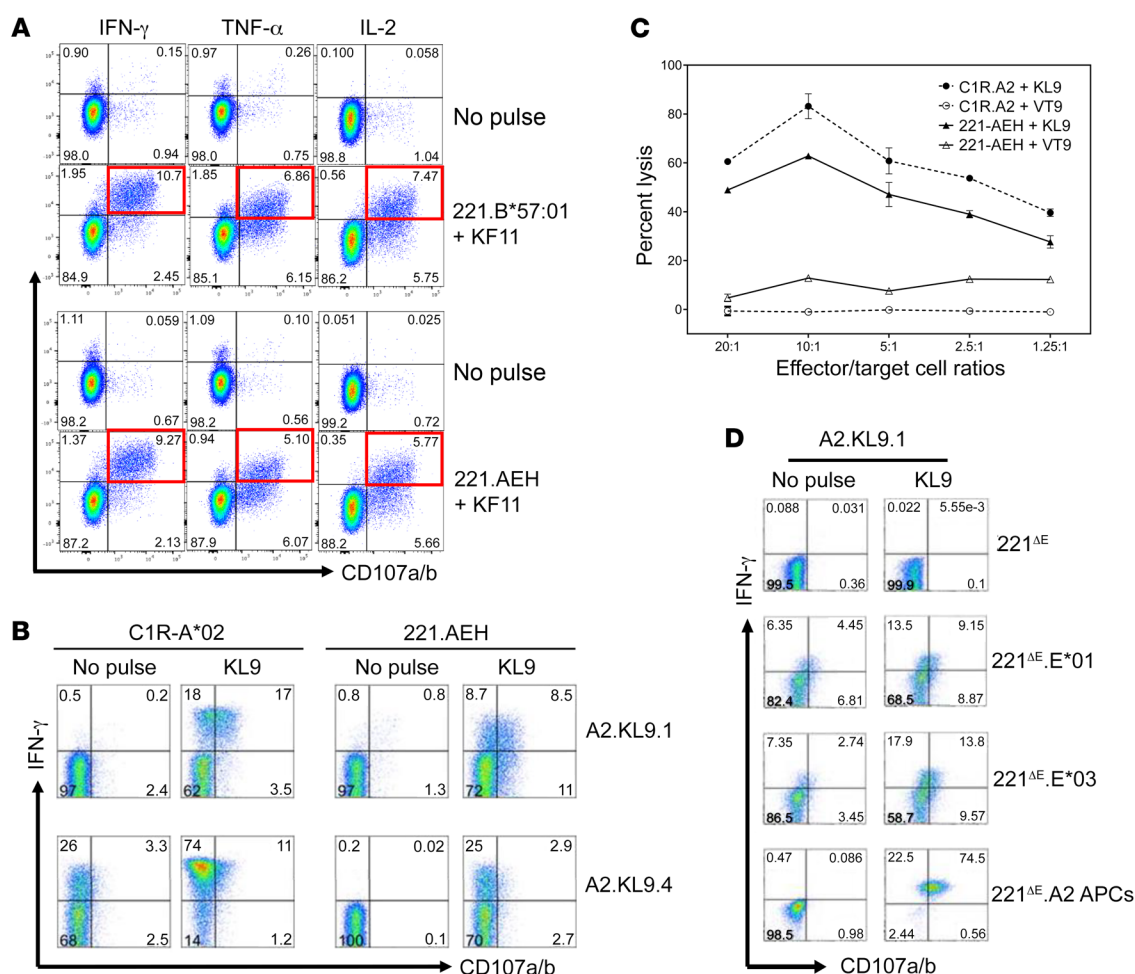 A
IFN-γ TNF-α IL-2
0.90 0.15 0.97 0.26 0.100 0.058
No pulse
98.0 0.94 98.0 0.75 98.8 1.04
1.95 10.7 1.85 6.86 0.56 7.47
221.B*57:01
+ KF11
84.9 2.45 85.1 6.15 86.2 5.75
1.11 0.059 1.09 0.10 0.051 0.025
No pulse
98.2 0.67 98.2 0.56 99.2 0.72
1.37 9.27 0.94 5.10 0.35 5.77
221.AEH
+ KF11
87.2 2.13 87.9 6.07 88.2 5.66
CD107a/b
B
C1R-A*02 221.AEH
No pulse KL9 No pulse KL9
IFN-γ
0.5 0.2 18 17 0.8 0.8 8.7 8.5
A2.KL9.1
97 2.4 62 3.5 97 1.3 72 11
26 3.3 74 11 0.2 0.02 25 2.9
A2.KL9.4
68 2.5 14 1.2 100 0.1 70 2.7
CD107a/b
C
Percent lysis
100
80
60
40
20
0
C1R.A2 + KL9
C1R.A2 + VT9
221-AEH + KL9
221-AEH + VT9
20:1 10:1 5:1 2.5:1 1.25:1
Effector/target cell ratios
D
A2.KL9.1
No pulse KL9
IFN-γ
0.088 0.031 0.022 5.55e-3
221ΔE
99.5 0.36 99.9 0.1
6.35 4.45 13.5 9.15
221ΔE.E*01
82.4 6.81 68.5 8.87
7.35 2.74 17.9 13.8
221ΔE.E*03
86.5 3.45 58.7 9.57
0.47 0.086 22.5 74.5
221ΔE.A2 APCs
98.5 0.98 2.44 0.56
CD107a/b